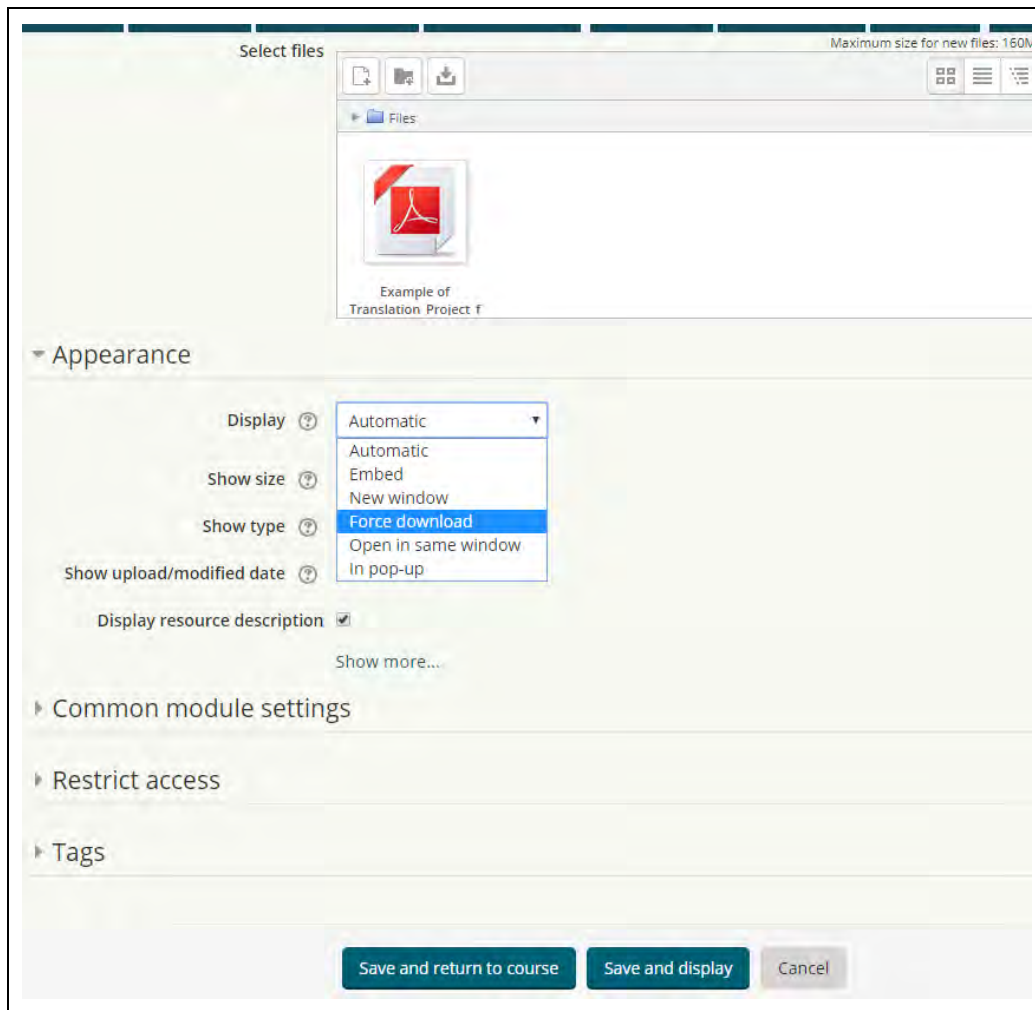 Maximum size for new files: 160M
Select files
Files
Example of
Translation Project f
Appearance
Display
Automatic
Automatic
Embed
New window
Force download
Open in same window
In pop-up
Show size
Show type
Show upload/modified date
Display resource description
Show more...
Common module settings
Restrict access
Tags
Save and return to course
Save and display
Cancel